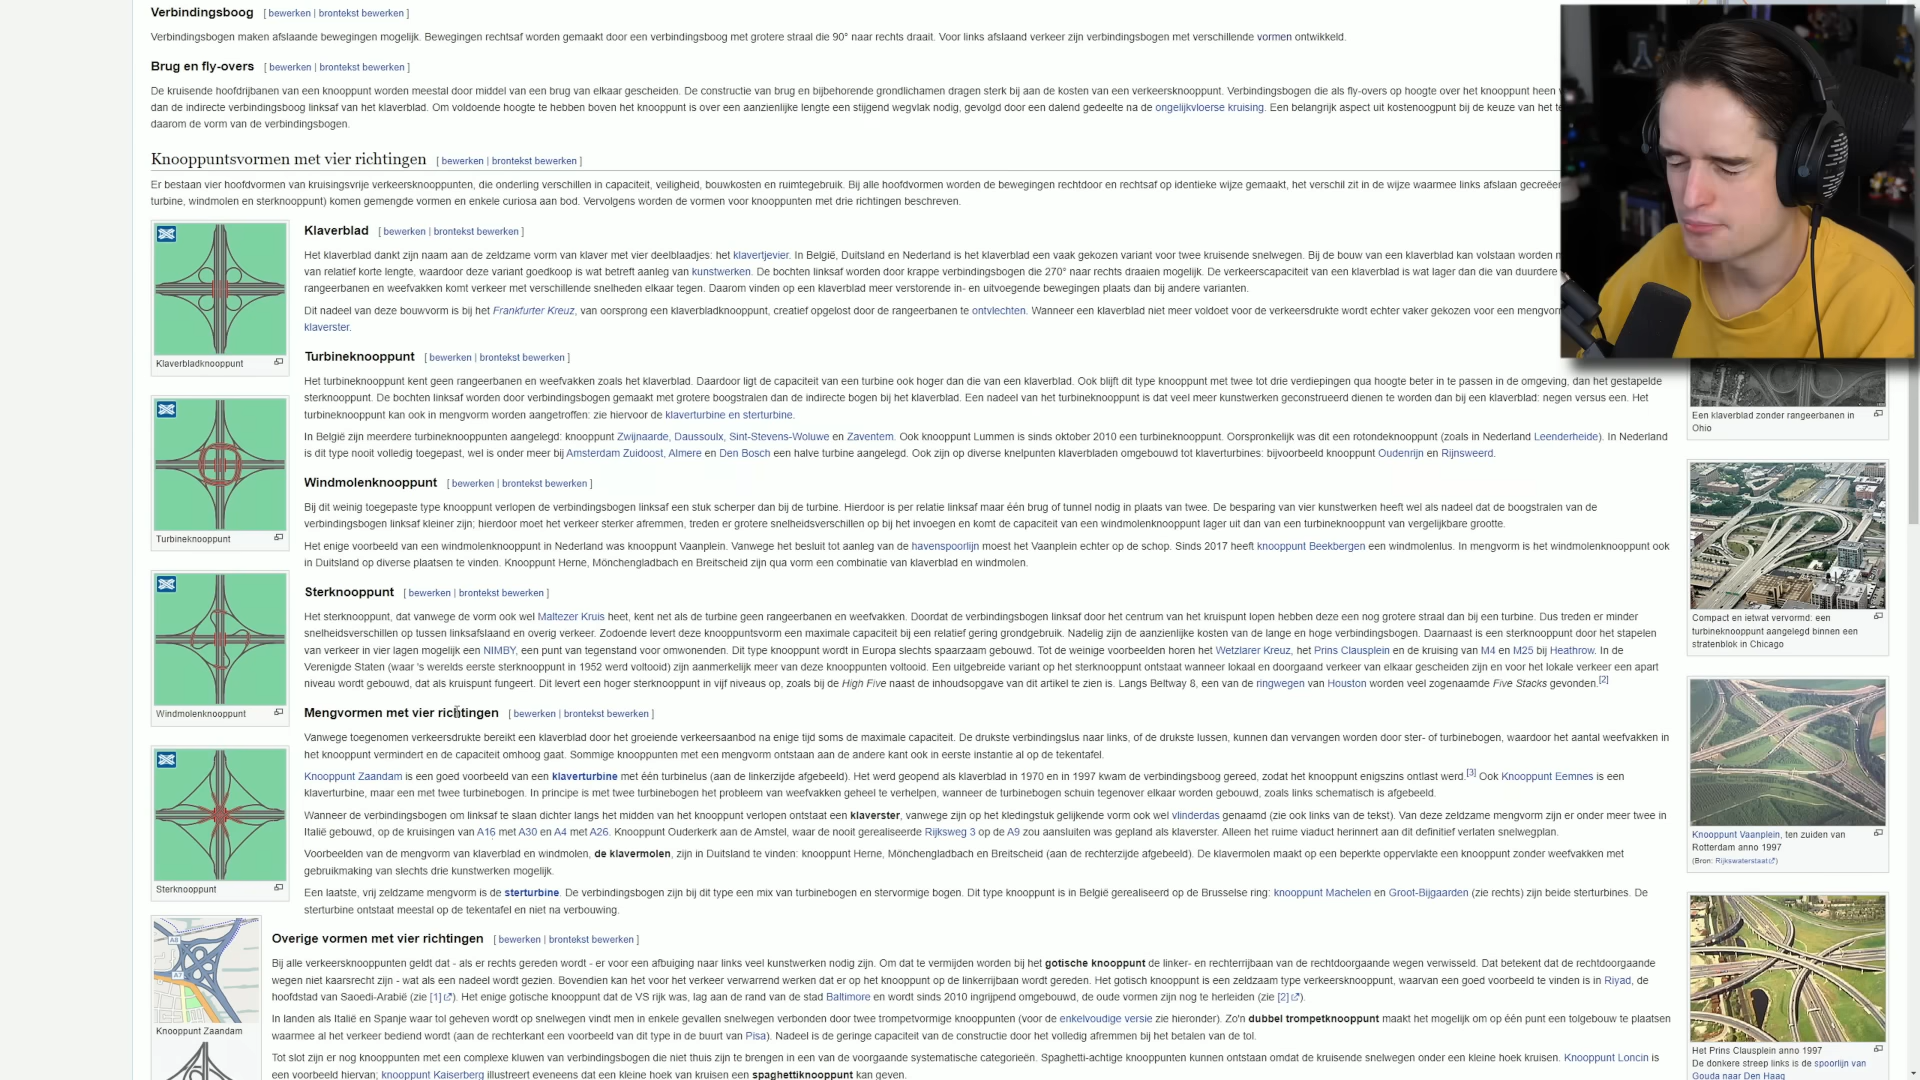 Verbindingsboog [ bewerken | brontekst bewerken ]
Verbindingsbogen maken afslaande bewegingen mogelijk. Bewegingen rechtsaf worden gemaakt door een verbindingsboog met grotere straal die 90° naar rechts draait. Voor links afslaand verkeer zijn verbindingsbogen met verschillende vormen ontwikkeld.
Brug en fly-overs [ bewerken | brontekst bewerken ]
De kruisende hoofdrijbanen van een knooppunt worden meestal door middel van een brug van elkaar gescheiden. De constructie van brug en bijbehorende grondlichamen dragen sterk bij aan de kosten van een verkeersknooppunt. Verbindingsbogen die als fly-overs op hoogte over het knooppunt heen
dan de indirecte verbindingsboog linksaf van het klaverblad. Om voldoende hoogte te hebben boven het knooppunt is over een aanzienlijke lengte een stijgend wegvlak nodig, gevolgd door een dalend gedeelte na de ongelijkvloerse kruising. Een belangrijk aspect uit kostenoogpunt bij de keuze van het
daarom de vorm van de verbindingsbogen.
Knooppuntsvormen met vier richtingen [ bewerken | brontekst bewerken ]
Er bestaan vier hoofdvormen van kruisingsvrije verkeersknooppunten, die onderling verschillen in capaciteit, veiligheid, bouwkosten en ruimtegebruik. Bij alle hoofdvormen worden de bewegingen rechtdoor en rechtsaf op identieke wijze gemaakt, het verschil zit in de wijze waarmee links afslaan
turbine, windmolen en sterknooppunt) komen gemengde vormen en enkele curiosa aan bod. Vervolgens worden de vormen voor knooppunten met drie richtingen beschreven.
Klaverblad [ bewerken | brontekst bewerken ]
Het klaverblad dankt zijn naam aan de zeldzame vorm van klaver met vier deelblaadjes: het klavertjevier. In België, Duitsland en Nederland is het klaverblad een vaak gekozen variant voor twee kruisende snelwegen. Bij de bouw van een klaverblad kan volstaan worden
van relatief korte lengte, waardoor deze variant goedkoop is wat betreft aanleg van kunstwerken. De bochten linksaf worden door krappe verbindingsbogen die 270° naar rechts draaien mogelijk. De verkeerscapaciteit van een klaverblad is wat lager dan die van duurdere
rangeerbanen en weefvakken komt verkeer met verschillende snelheden elkaar tegen. Daarom vinden op een klaverblad meer verstorende in- en uitvoegende bewegingen plaats dan bij andere varianten.
Dit nadeel van deze bouwvorm is bij het Frankfurter Kreuz, van oorsprong een klaverbladknooppunt, creatief opgelost door de rangeerbanen te ontvlechten. Wanneer een klaverblad niet meer voldoet voor de verkeersdrukte wordt echter vaker gekozen voor een
klaverster.
Klaverbladknooppunt
Turbineknooppunt [ bewerken | brontekst bewerken ]
Het turbineknooppunt kent geen rangeerbanen en weefvakken zoals het klaverblad. Daardoor ligt de capaciteit van een turbine ook hoger dan die van een klaverblad. Ook blijft dit type knooppunt met twee tot drie verdiepingen qua hoogte beter in te passen in de omgeving, dan het gestapelde
sterknooppunt. De bochten linksaf worden door verbindingsbogen gemaakt met grotere boogstralen dan de indirecte bogen bij het klaverblad. Een nadeel van het turbineknooppunt is dat veel meer kunstwerken geconstrueerd dienen te worden dan bij een klaverblad: negen versus een. Het
turbineknooppunt kan ook in mengvorm worden aangetroffen: zie hiervoor de klaverturbine en sterturbine.
In België zijn meerdere turbineknooppunten aangelegd: knooppunt Zwijnaarde, Daussoulx, Sint-Stevens-Woluwe en Zaventem. Ook knooppunt Lummen is sinds oktober 2010 een turbineknooppunt. Oorspronkelijk was dit een rotondeknooppunt (zoals in Nederland Leenderheide). In Nederland
is dit type nooit volledig toegepast, wel is onder meer bij Amsterdam Zuidoost, Almere en Den Bosch een halve turbine aangelegd. Ook zijn op diverse knelpunten klaverbladen omgebouwd tot klaverturbines: bijvoorbeeld knooppunt Oudenrijn en Rijnsweerd.
Turbineknooppunt
Windmolenknooppunt [ bewerken | brontekst bewerken ]
Bij dit weinig toegepaste type knooppunt verlopen de verbindingsbogen linksaf een stuk scherper dan bij de turbine. Hierdoor is per relatie linksaf maar één brug of tunnel nodig in plaats van twee. De besparing van vier kunstwerken heeft wel als nadeel dat de boogstralen van de
verbindingsbogen linksaf kleiner zijn; hierdoor moet het verkeer sterker afremmen, treden er grotere snelheidsverschillen op bij het invoegen en komt de capaciteit van een windmolenknooppunt lager uit dan van een turbineknooppunt van vergelijkbare grootte.
Het enige voorbeeld van een windmolenknooppunt in Nederland was knooppunt Vaanplein. Vanwege het besluit tot aanleg van de havenspoorlijn moest het Vaanplein echter op de schop. Sinds 2017 heeft knooppunt Beekbergen een windmolenlus. In mengvorm is het windmolenknooppunt ook
in Duitsland op diverse plaatsen te vinden. Knooppunt Herne, Mönchengladbach en Breitscheid zijn qua vorm een combinatie van klaverblad en windmolen.
Windmolenknooppunt
Sterknooppunt [ bewerken | brontekst bewerken ]
Het sterknooppunt, dat vanwege de vorm ook wel Maltezer Kruis heet, kent net als de turbine geen rangeerbanen en weefvakken. Doordat de verbindingsbogen linksaf door het centrum van het kruispunt lopen hebben deze een nog grotere straal dan bij een turbine. Dus treden er minder
snelheidsverschillen op tussen linksafslaand en overig verkeer. Zodoende levert deze knooppuntsvorm een maximale capaciteit bij een relatief gering grondgebruik. Nadelig zijn de aanzienlijke kosten van de lange en hoge verbindingsbogen. Daarnaast is een sterknooppunt door het stapelen
van verkeer in vier lagen mogelijk een NIMBY, een punt van tegenstand voor omwonenden. Dit type knooppunt wordt in Europa slechts spaarzaam gebouwd. Tot de weinige voorbeelden horen het Wetzlarer Kreuz, het Prins Clausplein en de kruising van M4 en M25 bij Heathrow. In de
Verenigde Staten (waar 's werelds eerste sterknooppunt in 1952 werd voltooid) zijn aanmerkelijk meer van deze knooppunten voltooid. Een uitgebreide variant op het sterknooppunt ontstaat wanneer lokaal en doorgaand verkeer van elkaar gescheiden zijn en voor het lokale verkeer een apart
niveau wordt gebouwd, dat als kruispunt fungeert. Dit levert een hoger sterknooppunt in vijf niveaus op, zoals bij de High Five naast de inhoudsopgave van dit artikel te zien is. Langs Beltway 8, een van de ringwegen van Houston worden veel zogenaamde Five Stacks gevonden.[2]
Sterknooppunt
Mengvormen met vier richtingen [ bewerken | brontekst bewerken ]
Vanwege toegenomen verkeersdrukte bereikt een klaverblad door het groeiende verkeersaanbod na enige tijd soms de maximale capaciteit. De drukste verbindingslus naar links, of de drukste lussen, kunnen dan vervangen worden door ster- of turbinebogen, waardoor het aantal weefvakken in
het knooppunt vermindert en de capaciteit omhoog gaat. Sommige knooppunten met een mengvorm ontstaan aan de andere kant ook in eerste instantie al op de tekentafel.
Knooppunt Zaandam is een goed voorbeeld van een klaverturbine met één turbinelus (aan de linkerzijde afgebeeld). Het werd geopend als klaverblad in 1970 en in 1997 kwam de verbindingsboog gereed, zodat het knooppunt enigszins ontlast werd.[3] Ook Knooppunt Eemnes is een
klaverturbine, maar een met twee turbinebogen. In principe is met twee turbinebogen het probleem van weefvakken geheel te verhelpen, wanneer de turbinebogen schuin tegenover elkaar worden gebouwd, zoals links schematisch is afgebeeld.
Wanneer de verbindingsbogen om linksaf te slaan dichter langs het midden van het knooppunt verlopen ontstaat een klaverster, vanwege zijn op het kledingstuk gelijkende vorm ook wel vlinderdas genaamd (zie ook links van de tekst). Van deze zeldzame mengvorm zijn er onder meer twee in
Italië gebouwd, op de kruisingen van A16 met A30 en A4 met A26. Knooppunt Ouderkerk aan de Amstel, waar de nooit gerealiseerde Rijksweg 3 op de A9 zou aansluiten was gepland als klaverster. Alleen het ruime viaduct herinnert aan dit definitief verlaten snelwegplan.
Voorbeelden van de mengvorm van klaverblad en windmolen, de klavermolen, zijn in Duitsland te vinden: knooppunt Herne, Mönchengladbach en Breitscheid (aan de rechterzijde afgebeeld). De klavermolen maakt op een beperkte oppervlakte een knooppunt zonder weefvakken met
gebruikmaking van slechts drie kunstwerken mogelijk.
Een laatste, vrij zeldzame mengvorm is de sterturbine. De verbindingsbogen zijn bij dit type een mix van turbinebogen en stervormige bogen. Dit type knooppunt is in België gerealiseerd op de Brusselse ring: knooppunt Machelen en Groot-Bijgaarden (zie rechts) zijn beide sterturbines. De
sterturbine ontstaat meestal op de tekentafel en niet na verbouwing.
A8
A7
Knooppunt Zaandam
Overige vormen met vier richtingen [ bewerken | brontekst bewerken ]
Bij alle verkeersknooppunten geldt dat - als er rechts gereden wordt - er voor een afbuiging naar links veel kunstwerken nodig zijn. Om dat te vermijden worden bij het gotische knooppunt de linker- en rechterrijbaan van de rechtdoorgaande wegen verwisseld. Dat betekent dat de rechtdoorgaande
wegen niet kaarsrecht zijn - wat als een nadeel wordt gezien. Bovendien kan het voor het verkeer verwarrend werken dat er op het knooppunt op de linkerrijbaan wordt gereden. Het gotisch knooppunt is een zeldzaam type verkeersknooppunt, waarvan een goed voorbeeld te vinden is in Riyad, de
hoofdstad van Saoedi-Arabië (zie [1]). Het enige gotische knooppunt dat de VS rijk was, lag aan de rand van de stad Baltimore en wordt sinds 2010 ingrijpend omgebouwd, de oude vormen zijn nog te herleiden (zie [2]).
In landen als Italië en Spanje waar tol geheven wordt op snelwegen vindt men in enkele gevallen snelwegen verbonden door twee trompetvormige knooppunten (voor de enkelvoudige versie zie hieronder). Zo'n dubbel trompetknooppunt maakt het mogelijk om op één punt een tolgebouw te plaatsen
waarmee al het verkeer bediend wordt (aan de rechterkant een voorbeeld van dit type in de buurt van Pisa). Nadeel is de geringe capaciteit van de constructie door het volledig afremmen bij het betalen van de tol.
Tot slot zijn er nog knooppunten met een complexe kluwen van verbindingsbogen die niet thuis zijn te brengen in een van de voorgaande systematische categorieën. Spaghetti-achtige knooppunten kunnen ontstaan omdat de kruisende snelwegen onder een kleine hoek kruisen. Knooppunt Loncin is
een voorbeeld hiervan; knooppunt Kaiserberg illustreert eveneens dat een kleine hoek van kruisen een spaghettiknooppunt kan geven.
Een klaverblad zonder rangeerbanen in
Ohio
Compact en ietwat vervormd: een
turbineknooppunt aangelegd binnen een
stratenblok in Chicago
Knooppunt Vaanplein, ten zuiden van
Rotterdam anno 1997
(Bron: Rijkswaterstaat)
Het Prins Clausplein anno 1997
De donkere streep links is de spoorlijn van
Gouda naar Den Haag